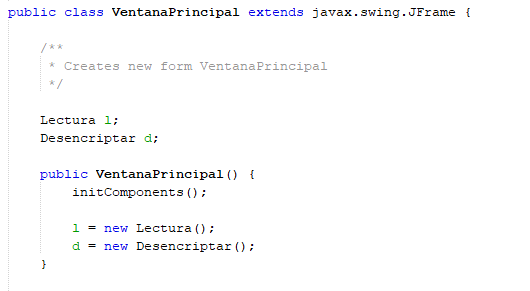 public class VentanaPrincipal extends javax.swing.JFrame {
/**
* Creates new form VentanaPrincipal
*/
Lectura l;
Desencriptar d;
public VentanaPrincipal() {
initComponents();
l = new Lectura();
d = new Desencriptar();
}